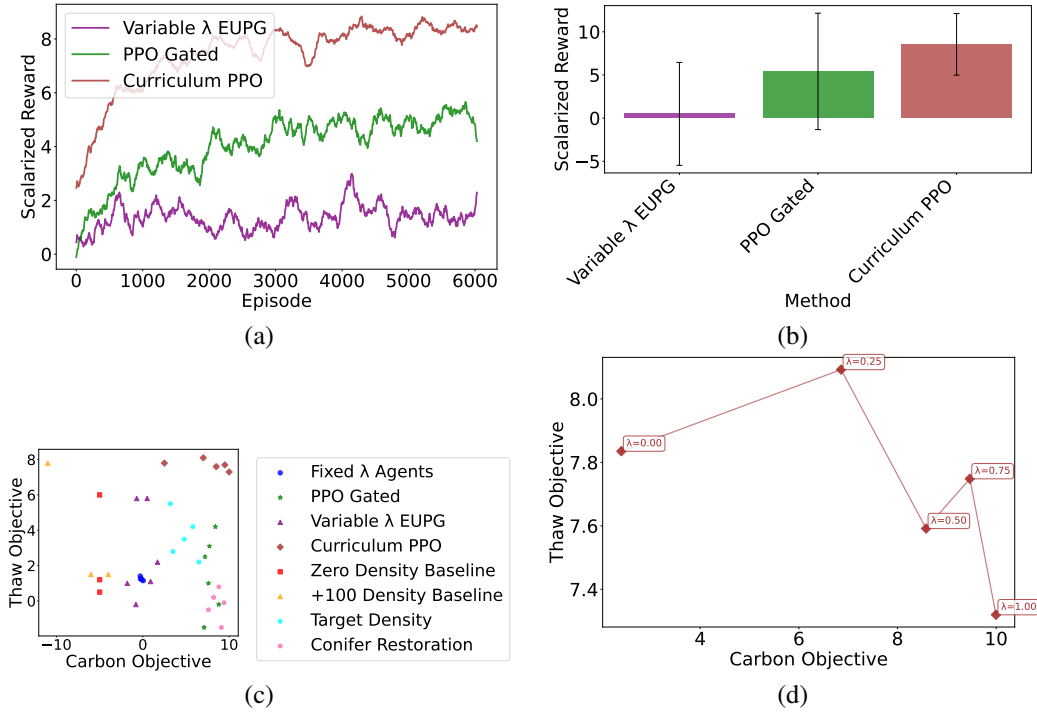 Variable λ EUPG
PPO Gated
Curriculum PPO
8
6
4
2
0
Scalarized Reward
0 1000 2000 3000 4000 5000 6000
Episode
(a)
10
5
0
−5
Scalarized Reward
Variable λ EUPG
PPO Gated
Curriculum PPO
Method
(b)
8
6
4
2
0
Thaw Objective
−10 0 10
Carbon Objective
Fixed λ Agents
PPO Gated
Variable λ EUPG
Curriculum PPO
Zero Density Baseline
+100 Density Baseline
Target Density
Conifer Restoration
(c)
8.0
7.8
7.6
7.4
Thaw Objective
λ=0.00
λ=0.25
λ=0.50
λ=0.75
λ=1.00
4 6 8 10
Carbon Objective
(d)